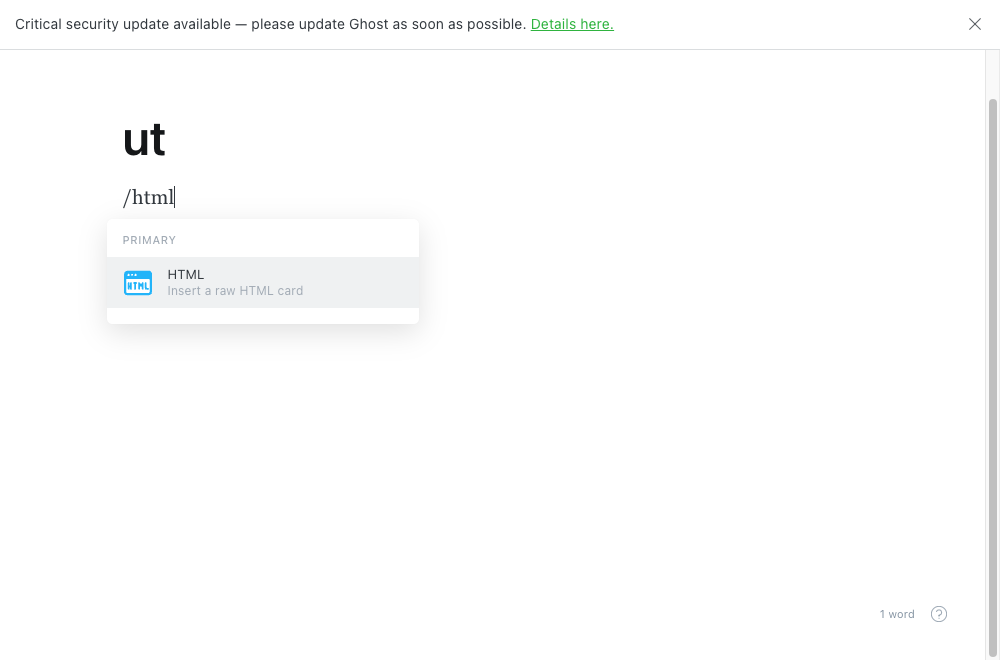 Critical security update available — please update Ghost as soon as possible. Details here.
ut
/html
PRIMARY
HTML
HTML
Insert a raw HTML card
1 word
?